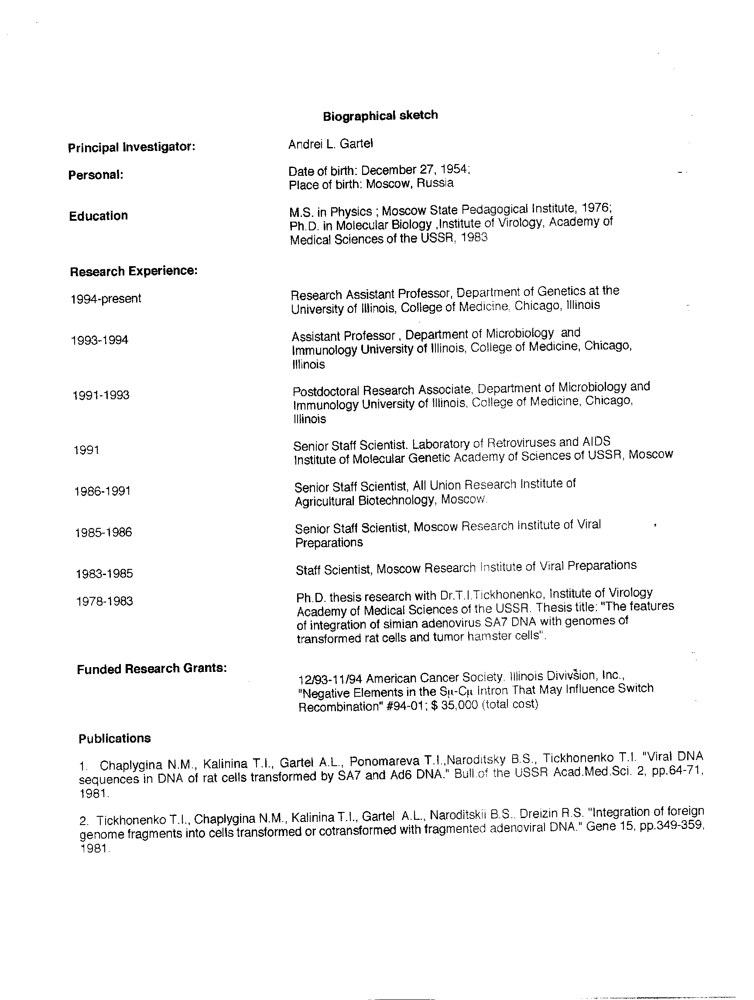 Biographical sketch
Principal Investigator: Andrei L. Gartel
Personal: Date of birth: December 27, 1954;
Place of birth: Moscow, Russia
Education M.S. in Physics ; Moscow State Pedagogical Institute, 1976;
Ph.D. in Molecular Biology ,Institute of Virology, Academy of
Medical Sciences of the USSR, 1983
Research Experience:
1994-present Research Assistant Professor, Department of Genetics at the
University of Illinois, College of Medicine, Chicago, Illinois
1993-1994 Assistant Professor , Department of Microbiology and
Immunology University of Illinois, College of Medicine, Chicago,
Illinois
1991-1993 Postdoctoral Research Associate, Department of Microbiology and
Immunology University of Illinois, College of Medicine, Chicago,
Illinois
1991 Senior Staff Scientist. Laboratory of Retroviruses and AIDS
Institute of Molecular Genetic Academy of Sciences of USSR, Moscow
1986-1991 Senior Staff Scientist, All Union Research Institute of
Agricultural Biotechnology, Moscow.
1985-1986 Senior Staff Scientist, Moscow Research Institute of Viral
Preparations
1983-1985 Staff Scientist, Moscow Research Institute of Viral Preparations
1978-1983 Ph.D. thesis research with Dr.T.I.Tickhonenko, Institute of Virology
Academy of Medical Sciences of the USSR. Thesis title: "The features
of integration of simian adenovirus SA7 DNA with genomes of
transformed rat cells and tumor hamster cells".
Funded Research Grants:
12/93-11/94 American Cancer Society. Illinois Divivšion, Inc.,
"Negative Elements in the Sµ-Cµ Intron That May Influence Switch
Recombination" #94-01; $ 35,000 (total cost)
Publications
1. Chaplygina N.M., Kalinina T.I., Gartel A.L., Ponomareva T.I.,Naroditsky B.S., Tickhonenko T.I. "Viral DNA
sequences in DNA of rat cells transformed by SA7 and Ad6 DNA." Bull.of the USSR Acad.Med.Sci. 2, pp.64-71,
1981.
2. Tickhonenko T.I., Chaplygina N.M., Kalinina T.I., Gartel A.L., Naroditskii B.S., Dreizin R.S. "Integration of foreign
genome fragments into cells transformed or cotransformed with fragmented adenoviral DNA." Gene 15, pp.349-359,
1981.